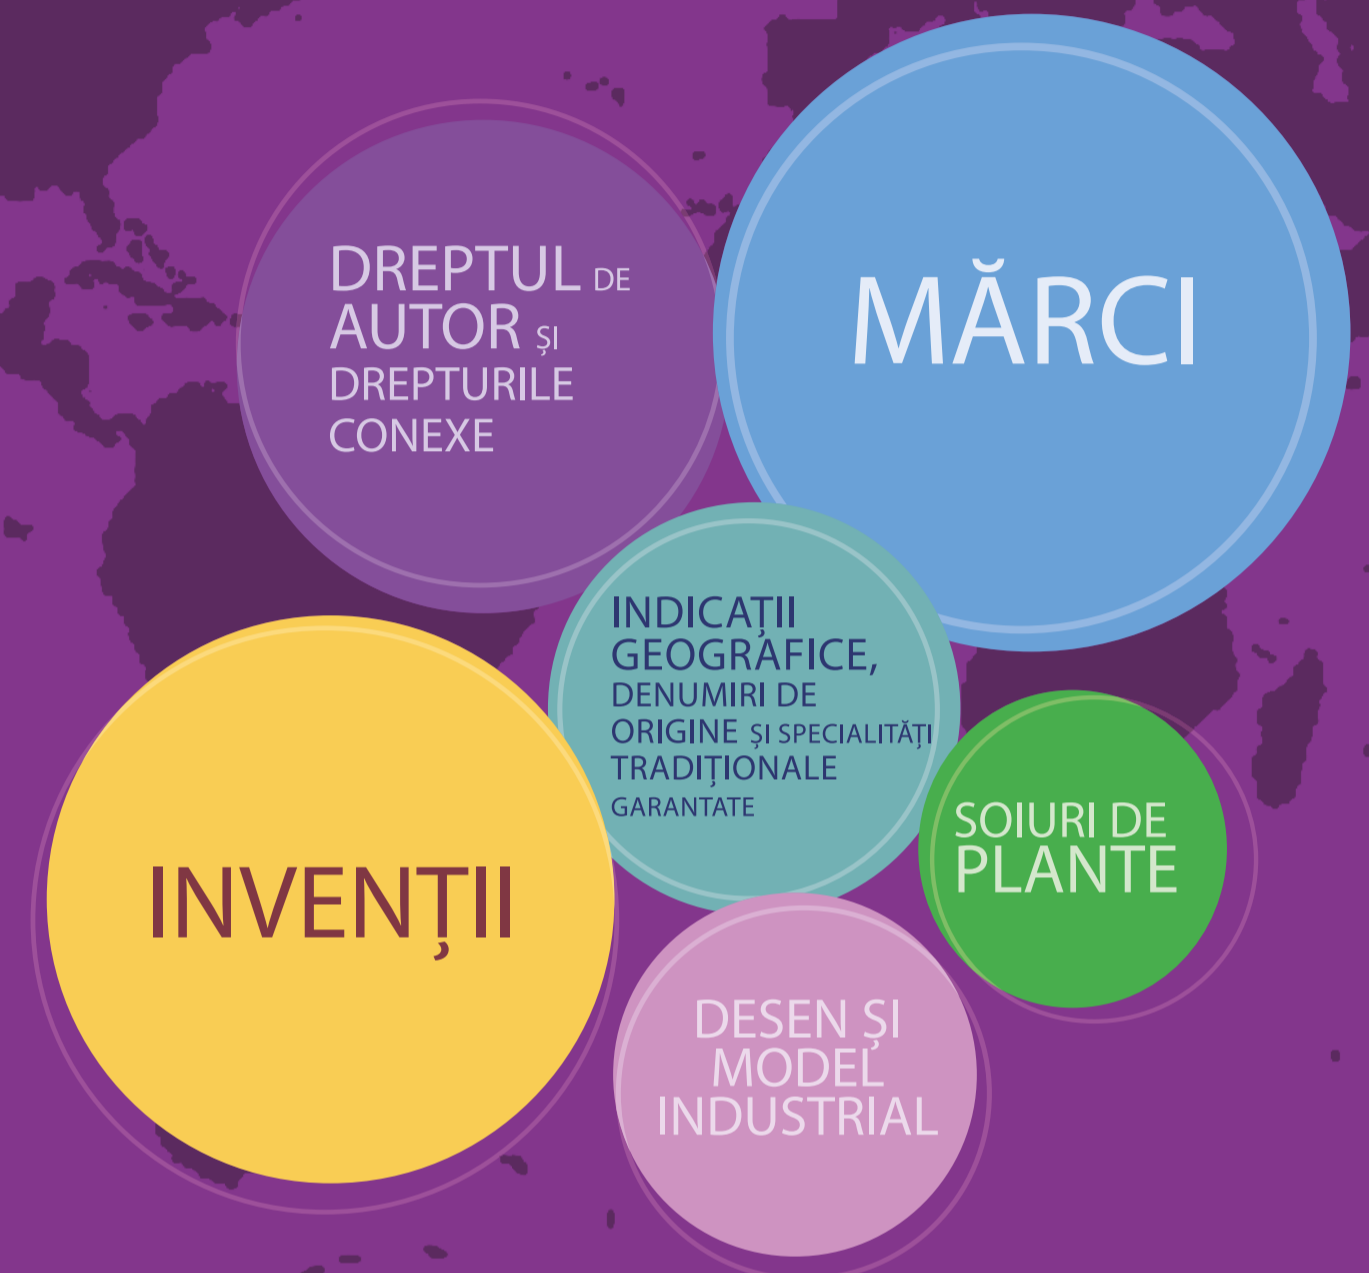 DREPTUL DE
AUTOR ȘI
DREPTURILE
CONEXE
MĂRCI
INDICAȚII
GEOGRAFICE,
DENUMIRI DE
ORIGINE ȘI SPECIALITĂȚI
TRADIȚIONALE
GARANTATE
INVENȚII
SOIURI DE
PLANTE
DESEN ȘI
MODEL
INDUSTRIAL